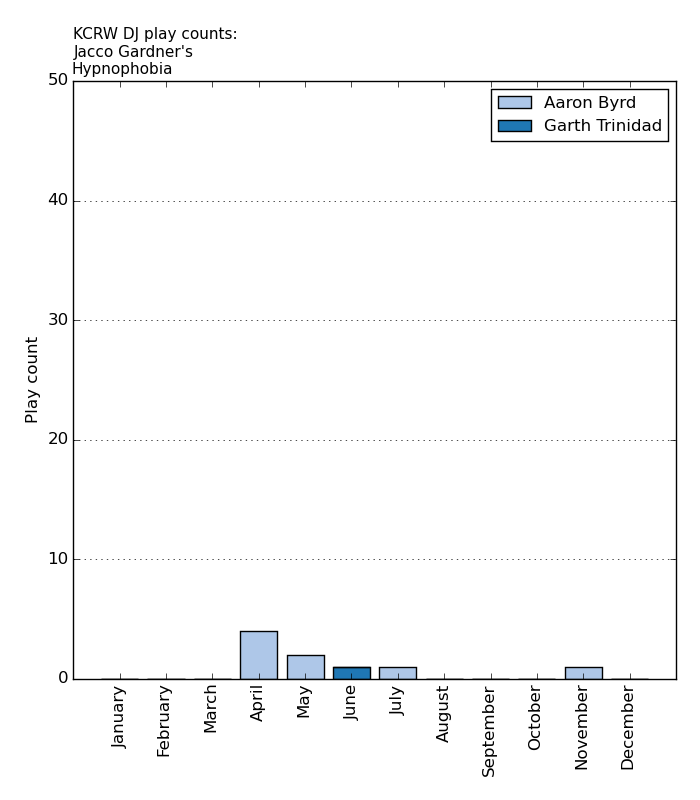 KCRW DJ play counts:
Jacco Gardner's
Hypnophobia
50
40
30
20
10
0
Play count
Aaron Byrd
Garth Trinidad
January
February
March
April
May
June
July
August
September
October
November
December